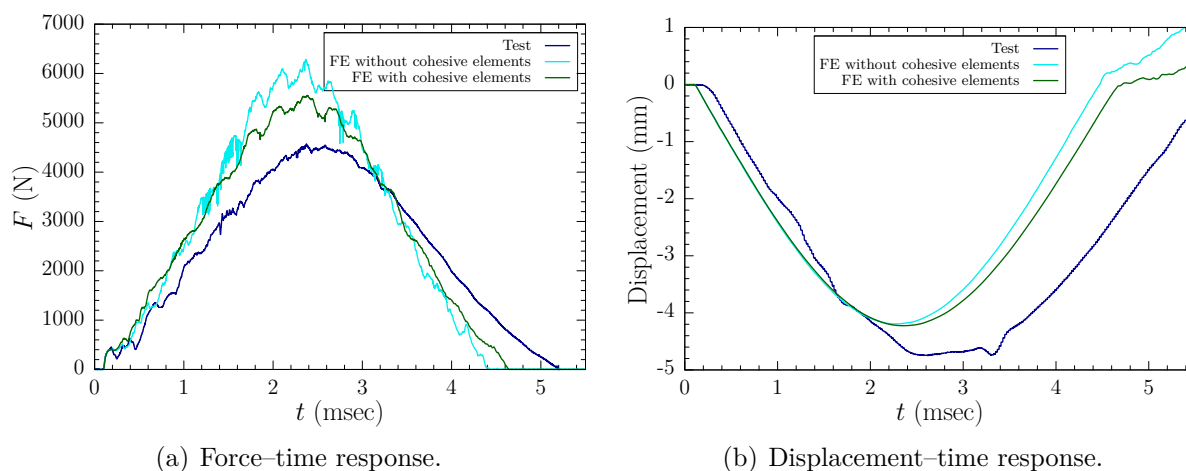 7000
6000
5000
4000
3000
2000
1000
0
F (N)
Test
FE without cohesive elements
FE with cohesive elements
0 1 2 3 4 5
t (msec)
(a) Force–time response.
1
0
-1
-2
-3
-4
-5
Displacement (mm)
Test
FE without cohesive elements
FE with cohesive elements
0 1 2 3 4 5
t (msec)
(b) Displacement–time response.